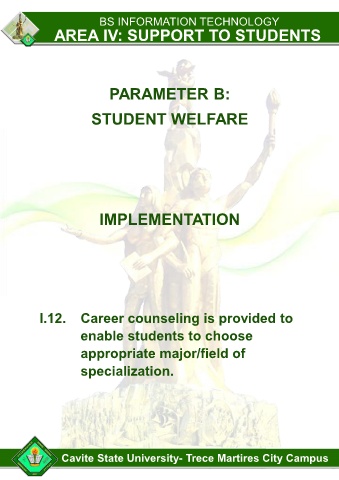 BS INFORMATION TECHNOLOGY
AREA IV: SUPPORT TO STUDENTS
PARAMETER B:
STUDENT WELFARE
IMPLEMENTATION
I.12. Career counseling is provided to
enable students to choose
appropriate major/field of
specialization.
Cavite State University- Trece Martires City Campus